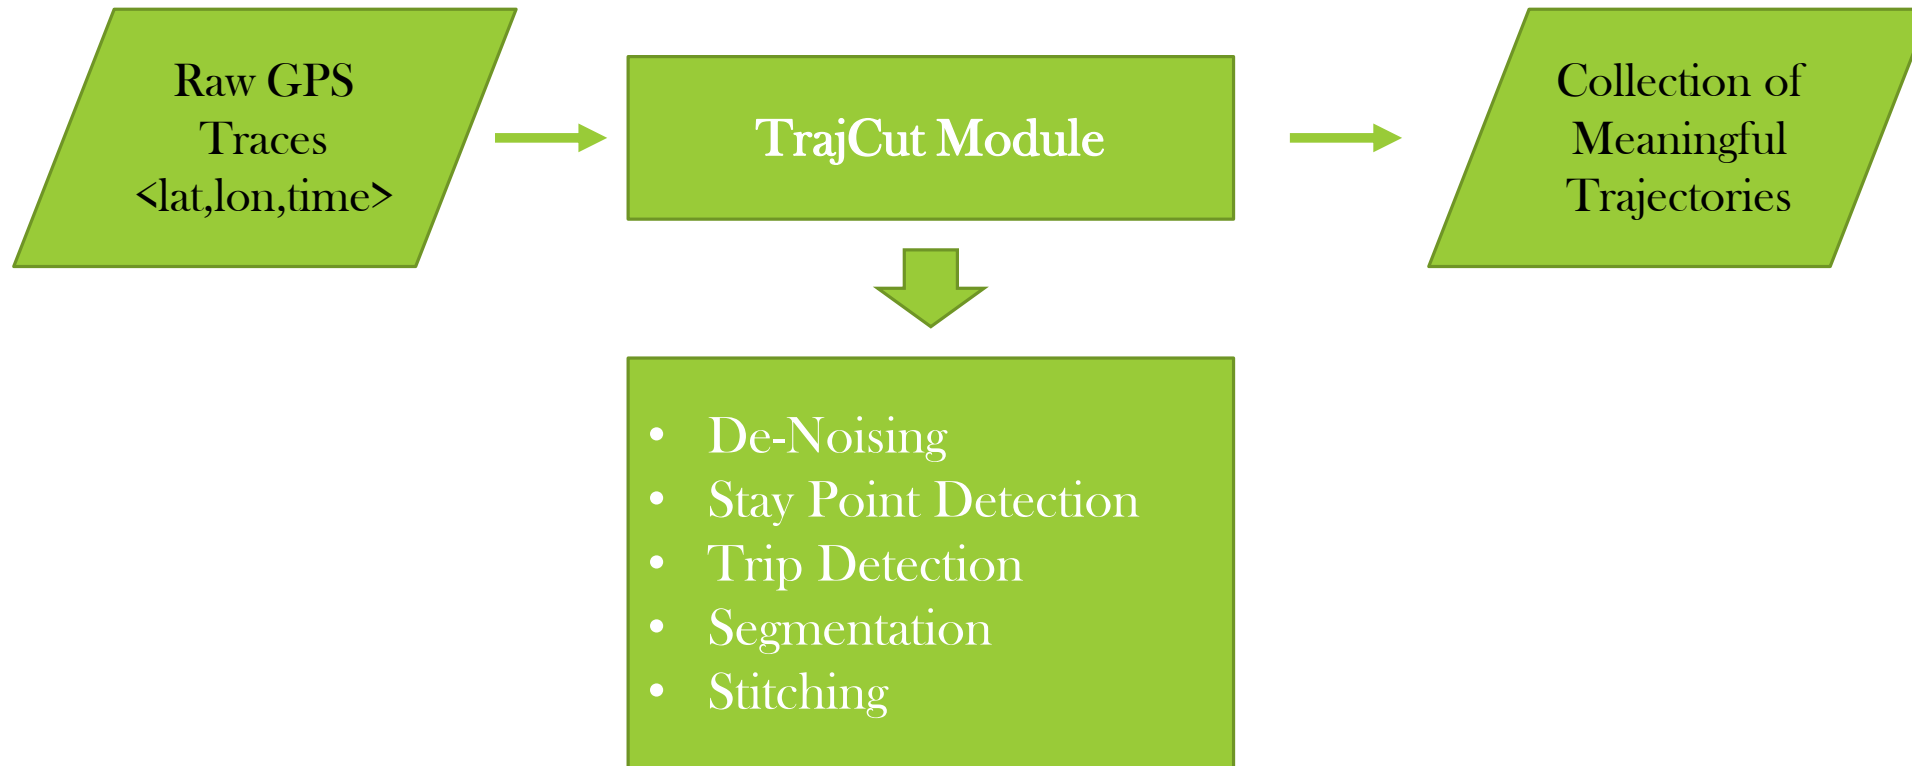 Raw GPS
Traces
<lat,lon,time>
TrajCut Module
Collection of
Meaningful
Trajectories
• De-Noising
• Stay Point Detection
• Trip Detection
• Segmentation
• Stitching